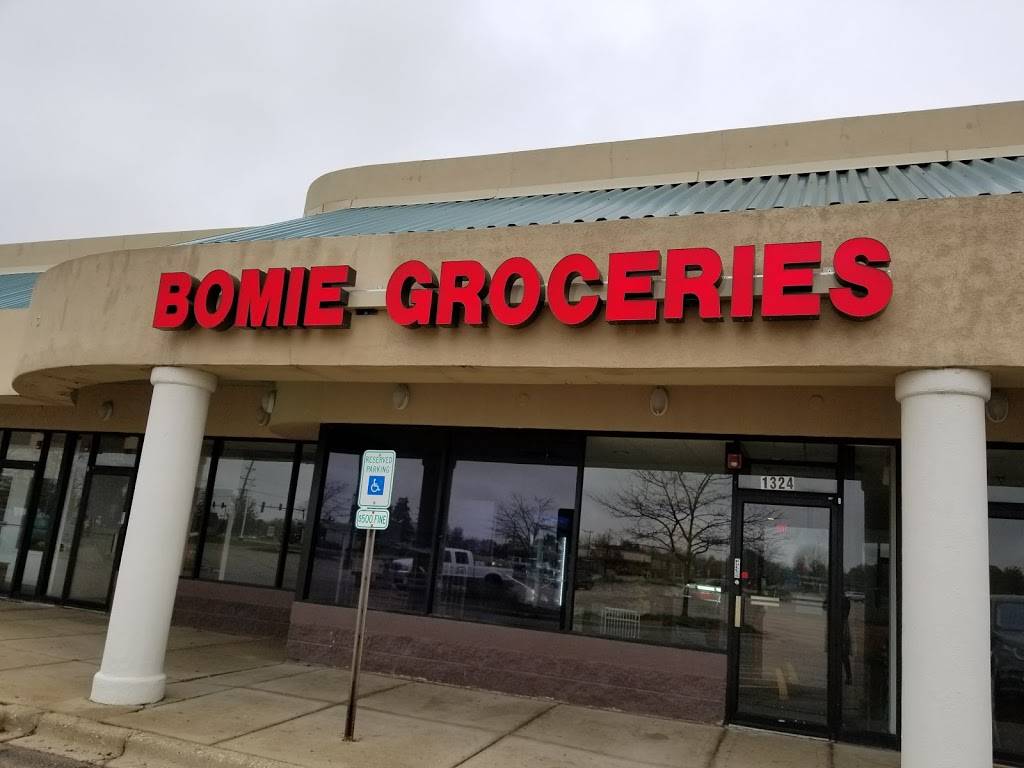 BOMIE GROCERIES
RESERVED
PARKING
$500 FINE
1324